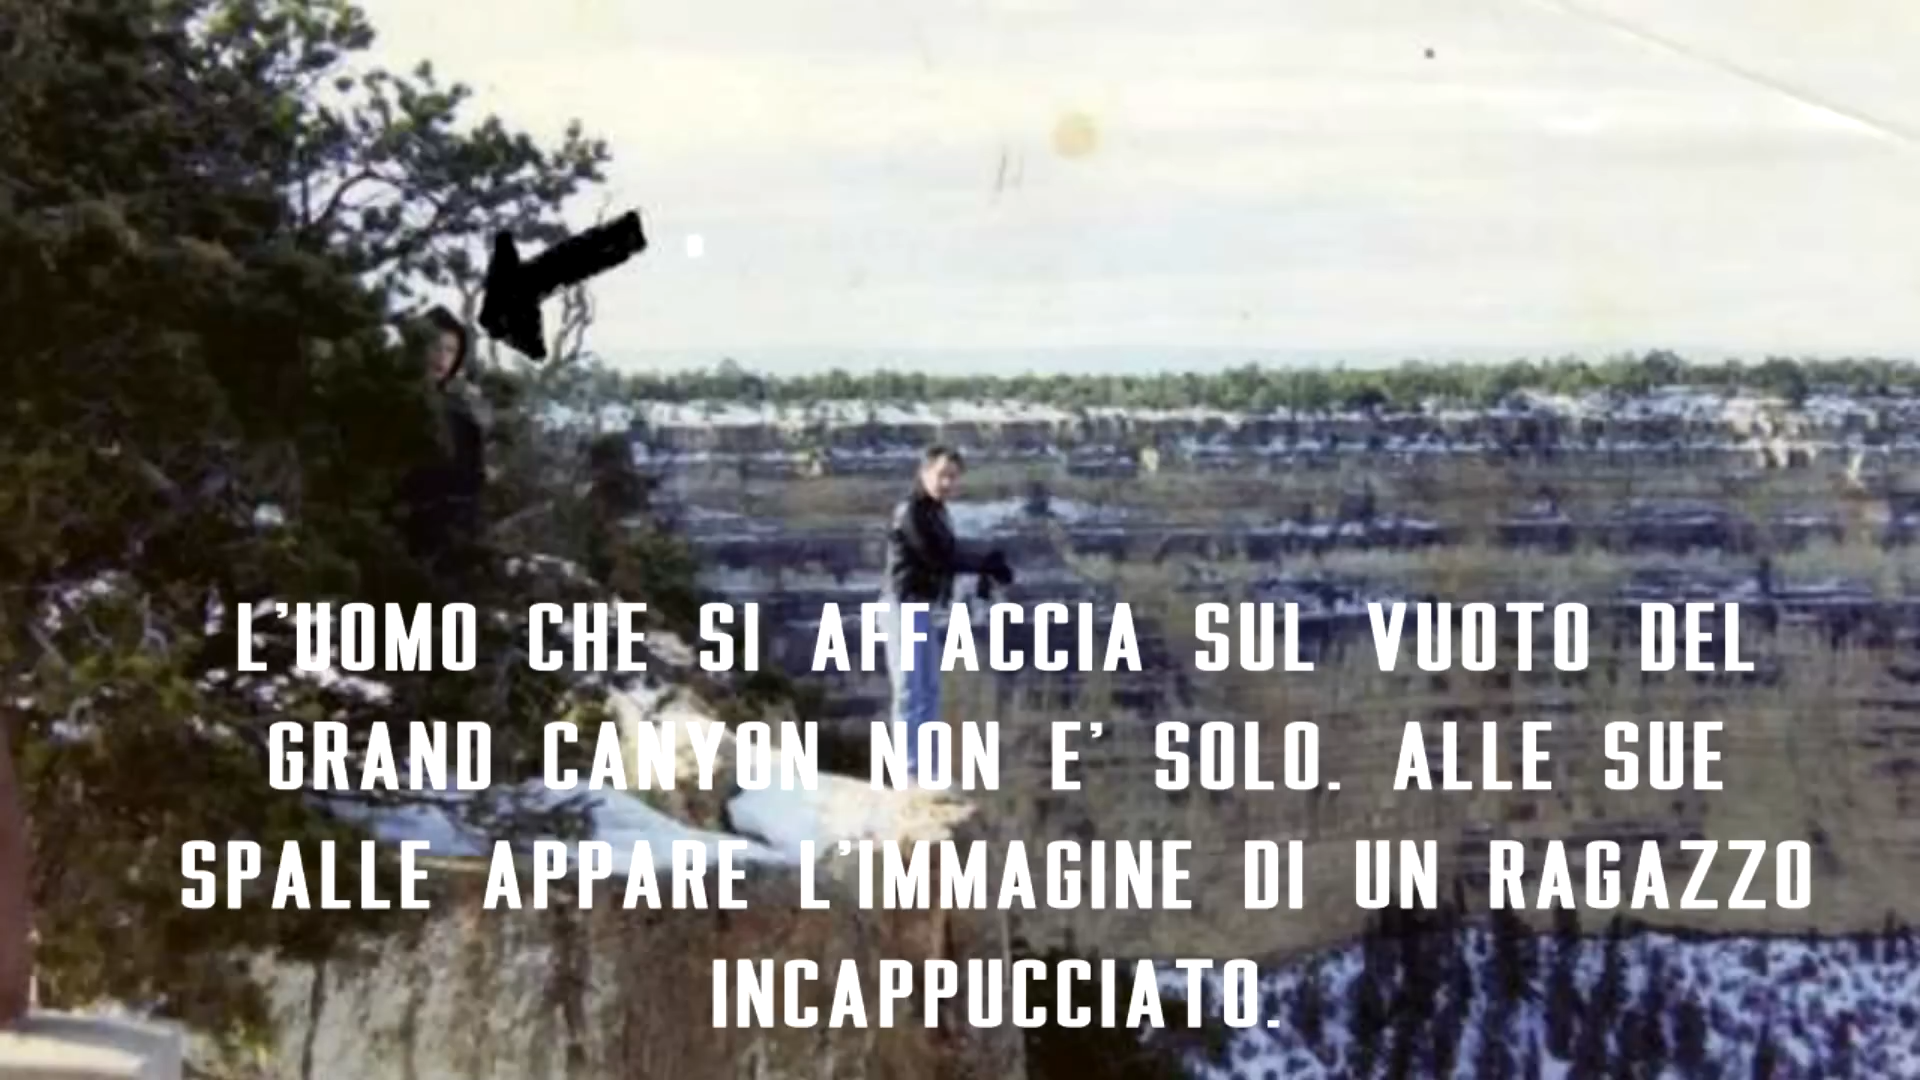 L'UOMO CHE SI AFFACCIA SUL VUOTO DEL
GRAND CANYON NON E' SOLO. ALLE SUE
SPALLE APPARE L'IMMAGINE DI UN RAGAZZO
INCAPPUCCIATO.